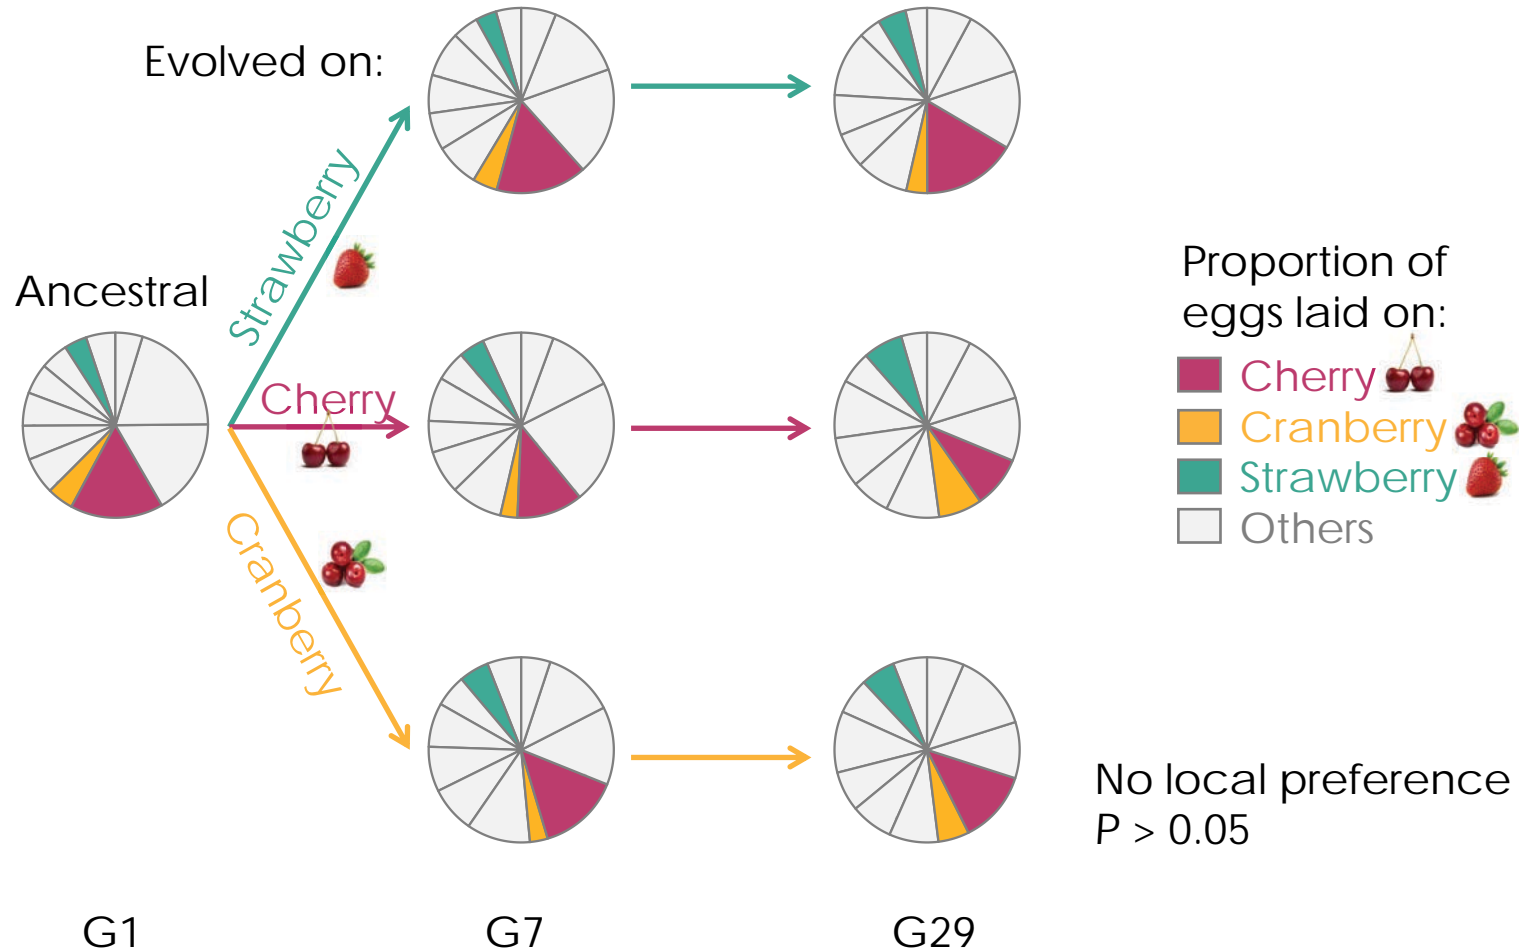 Evolved on:
Strawberry
Ancestral
Cherry
Cranberry
Proportion of
eggs laid on:
Cherry
Cranberry
Strawberry
Others
No local preference
P > 0.05
G1
G7
G29